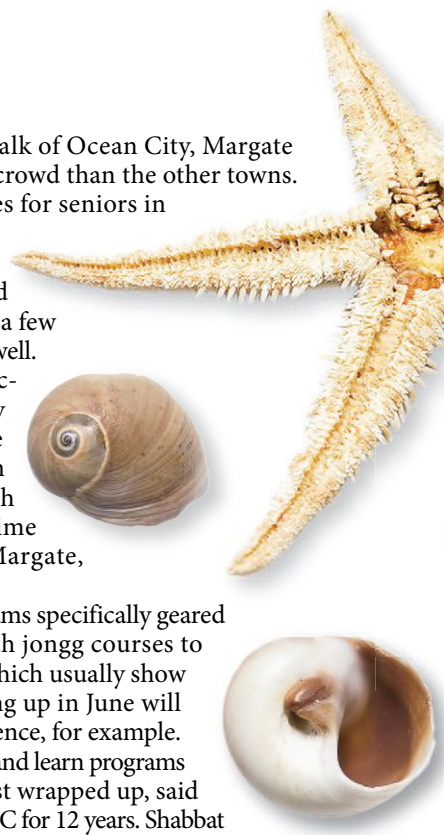 alk of Ocean City, Margate
crowd than the other towns.
es for seniors in
d
a few
well.
c-
y
e
n
h
ime
Margate,
ams specifically geared
h jongg courses to
hich usually show
ng up in June will
ence, for example.
and learn programs
st wrapped up, said
C for 12 years. Shabbat